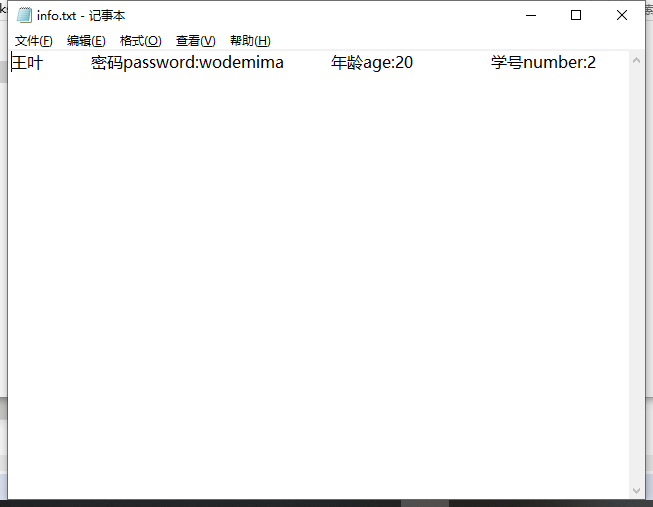 info.txt - 记事本
文件(F) 编辑(E) 格式(O) 查看(V) 帮助(H)
王叶 密码password:wodemima 年龄age:20 学号number:2